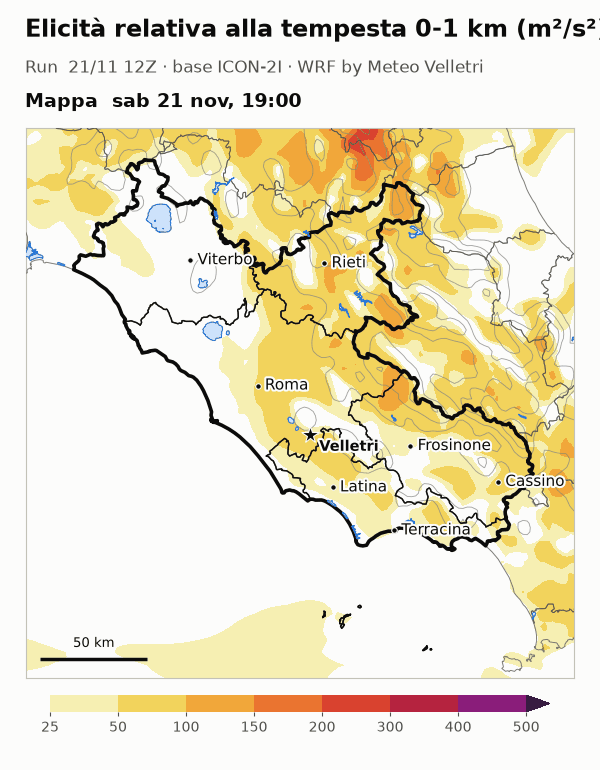 Elicità relativa alla tempesta 0-1 km (m²/s²)
Run 21/11 12Z · base ICON-2I · WRF by Meteo Velletri
Mappa sab 21 nov, 19:00
Viterbo
Rieti
Roma
Velletri
Frosinone
Cassino
Latina
Terracina
50 km
25 50 100 150 200 300 400 500